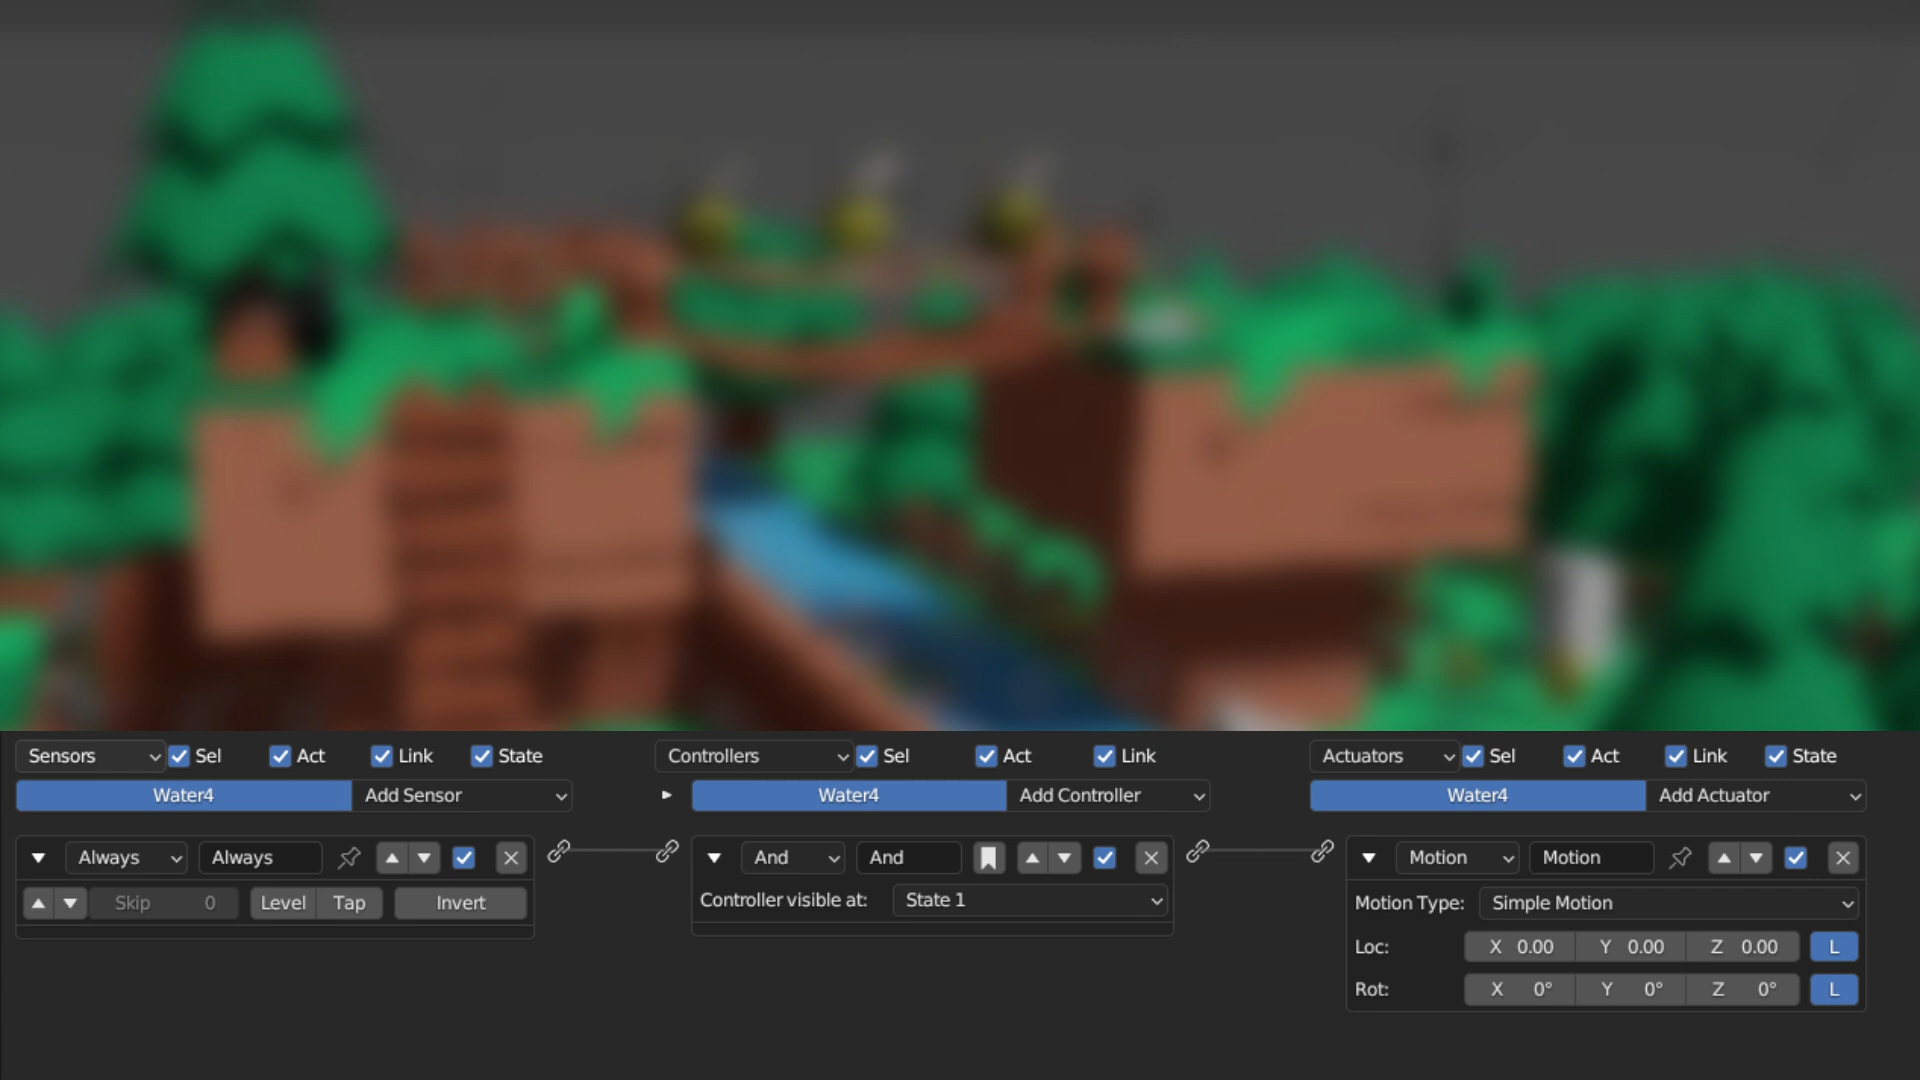 Sensors Sel Act Link State Controllers Sel Act Link Actuators Sel Act Link State
Water4 Add Sensor Water4 Add Controller Water4 Add Actuator
Always Always And And Motion Motion
Skip 0 Level Tap Invert Controller visible at: State 1 Motion Type: Simple Motion
Loc: X 0.00 Y 0.00 Z 0.00 L
Rot: X 0° Y 0° Z 0° L